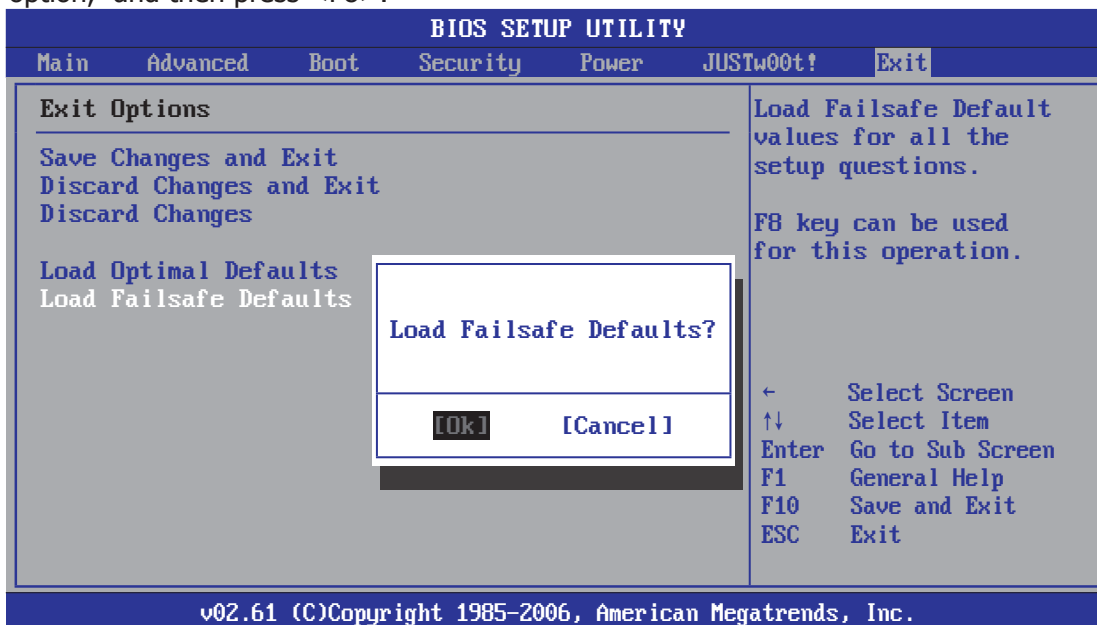 BIOS SETUP UTILITY
Main Advanced Boot Security Power JUSTw00t! Exit
Exit Options
Save Changes and Exit
Discard Changes and Exit
Discard Changes
Load Optimal Defaults
Load Failsafe Defaults
Load Failsafe Defaults?
[Ok] [Cancel]
Load Failsafe Default
values for all the
setup questions.
F8 key can be used
for this operation.
← Select Screen
↑↓ Select Item
Enter Go to Sub Screen
F1 General Help
F10 Save and Exit
ESC Exit
v02.61 (C)Copyright 1985-2006, American Megatrends, Inc.